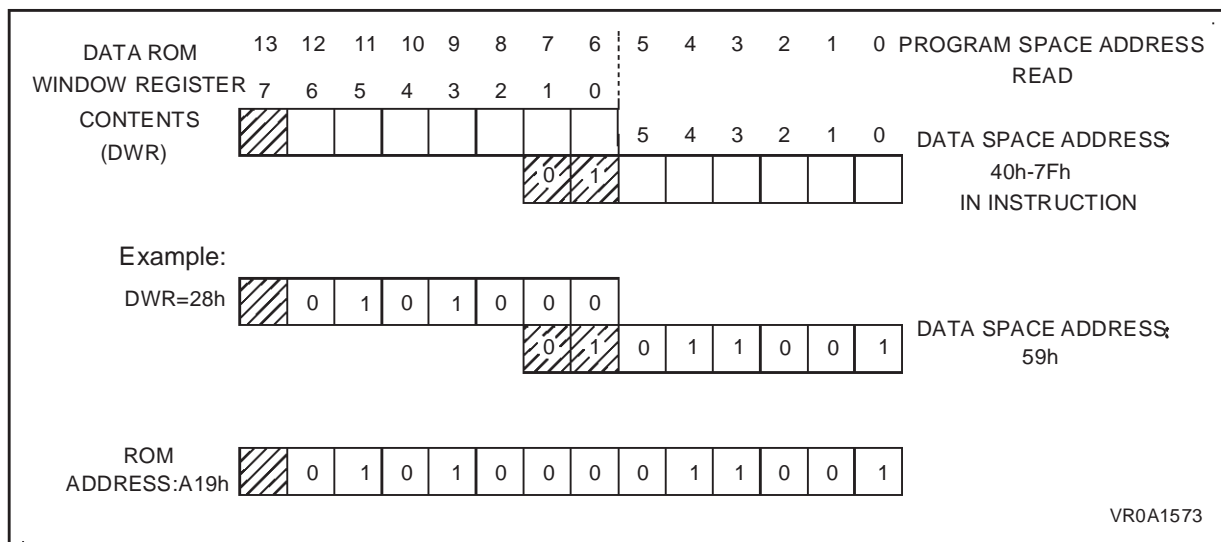 DATA ROM 13 12 11 10 9 8 7 6 5 4 3 2 1 0 PROGRAM SPACE ADDRESS
READ
WINDOW REGISTER 7 6 5 4 3 2 1 0
CONTENTS
(DWR)
5 4 3 2 1 0 DATA SPACE ADDRESS:
0 1 40h-7Fh
IN INSTRUCTION
Example:
DWR=28h 0 1 0 1 0 0 0
0 1 0 1 1 0 0 1 DATA SPACE ADDRESS:
59h
ROM
ADDRESS:A19h 0 1 0 1 0 0 0 0 1 1 0 0 1
VR0A1573